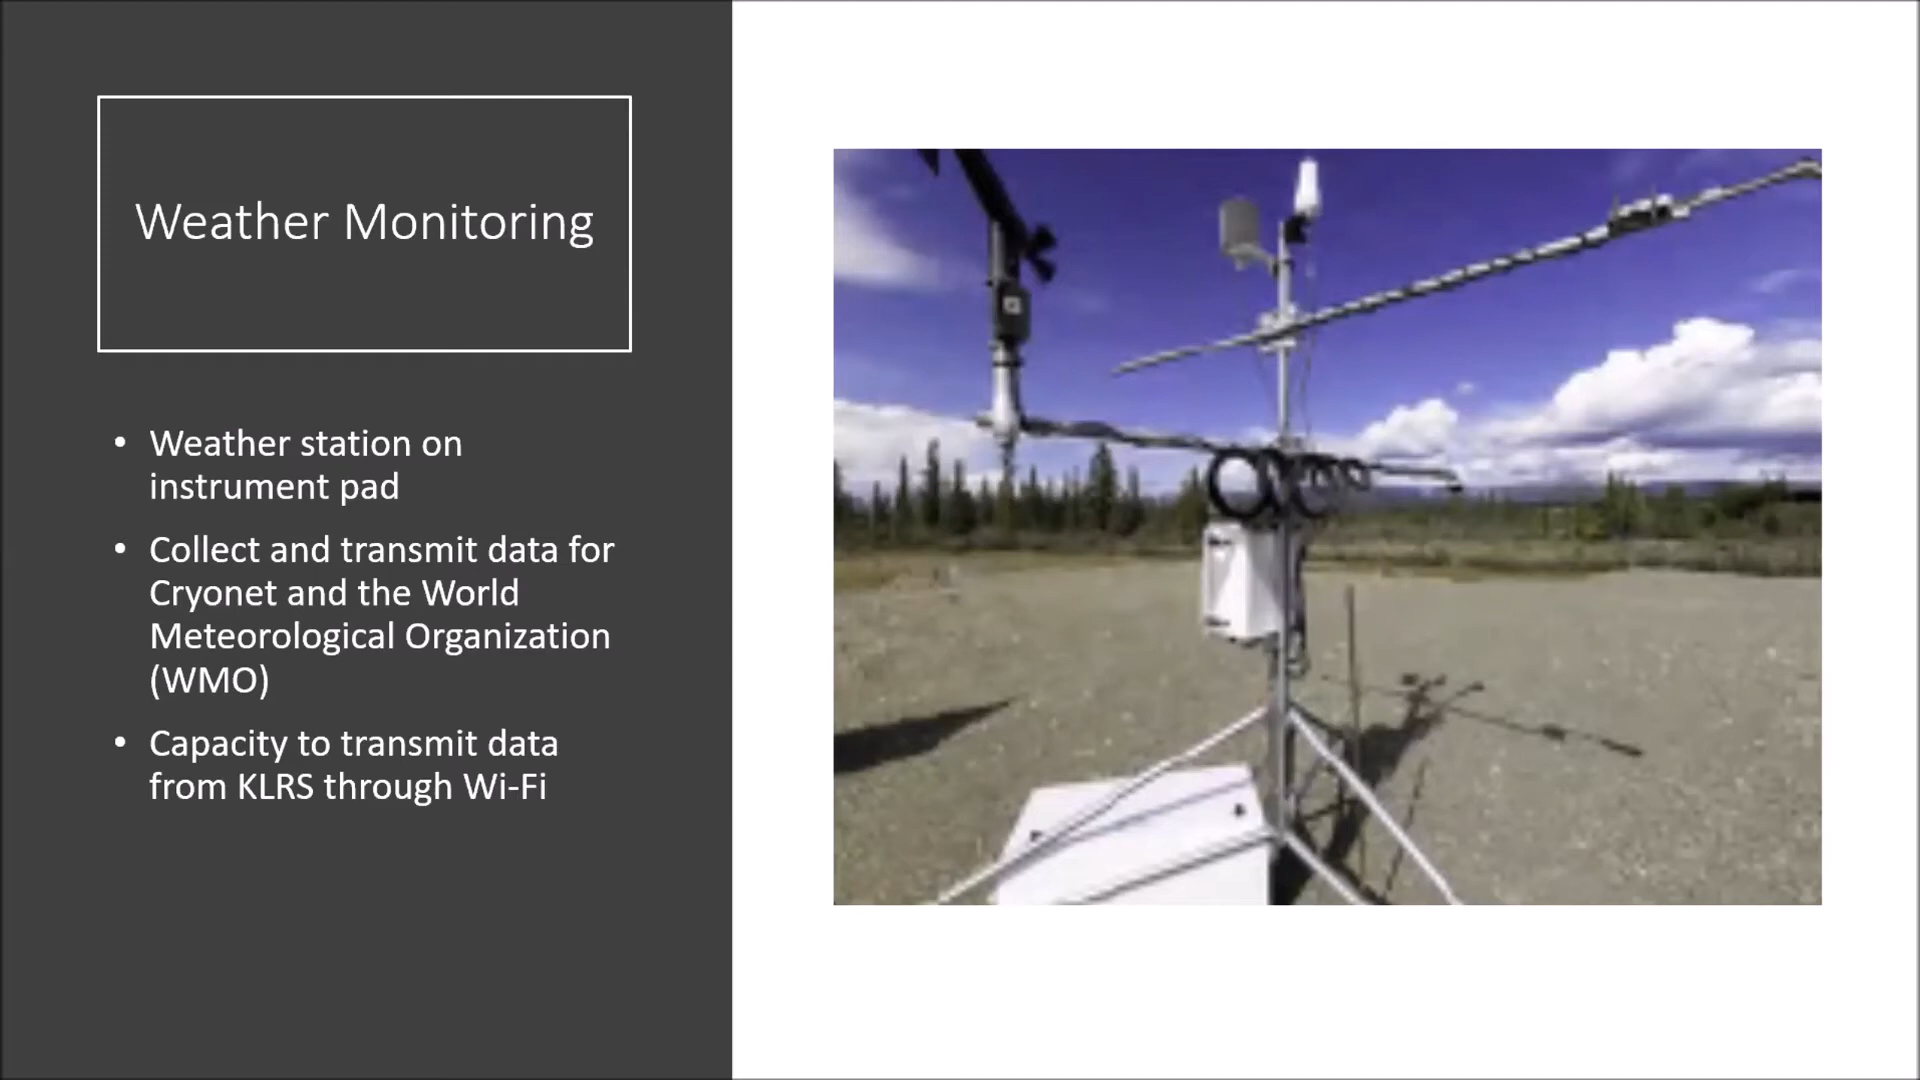 Weather Monitoring
• Weather station on
instrument pad
• Collect and transmit data for
Cryonet and the World
Meteorological Organization
(WMO)
• Capacity to transmit data
from KLRS through Wi-Fi